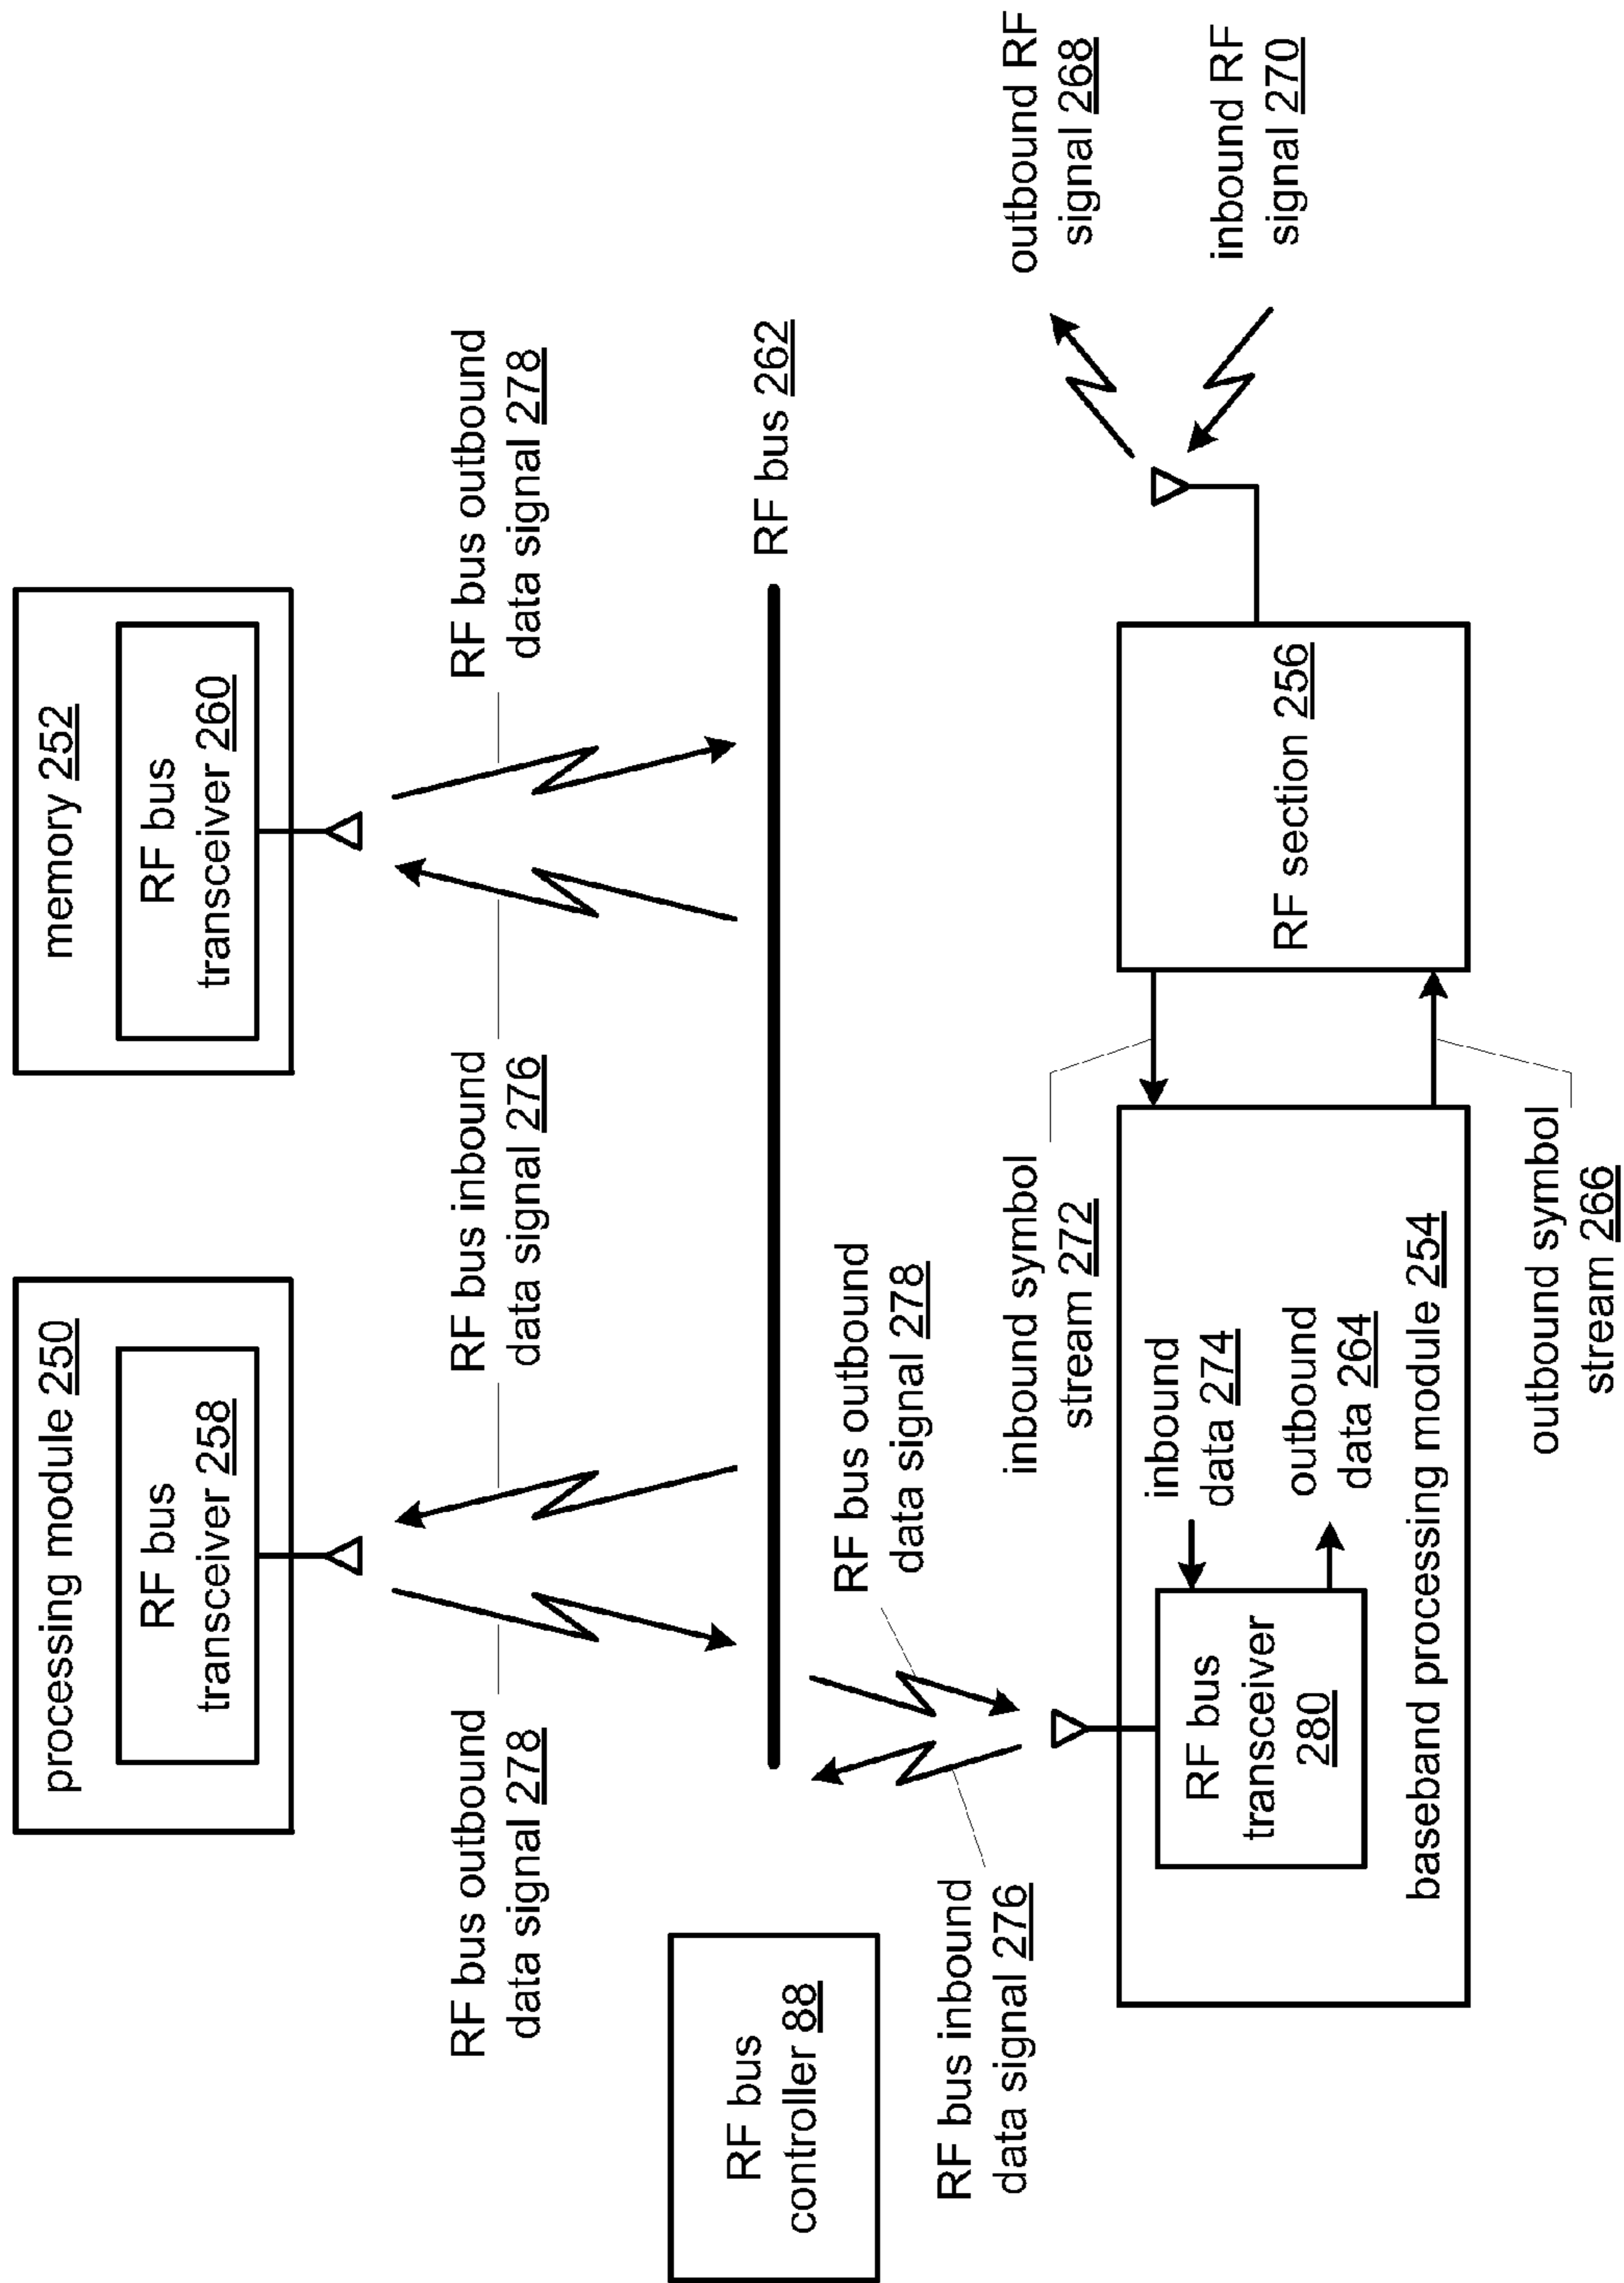 processing module 250
RF bus
transceiver 258
memory 252
RF bus
transceiver 260
RF bus outbound
data signal 278
RF bus inbound
data signal 276
RF bus outbound
data signal 278
RF bus
controller 88
RF bus 262
RF bus inbound
data signal 276
RF bus outbound
data signal 278
inbound symbol
stream 272
outbound RF
signal 268
inbound RF
signal 270
RF bus
transceiver
280
inbound
data 274
outbound
data 264
baseband processing module 254
RF section 256
outbound symbol
stream 266